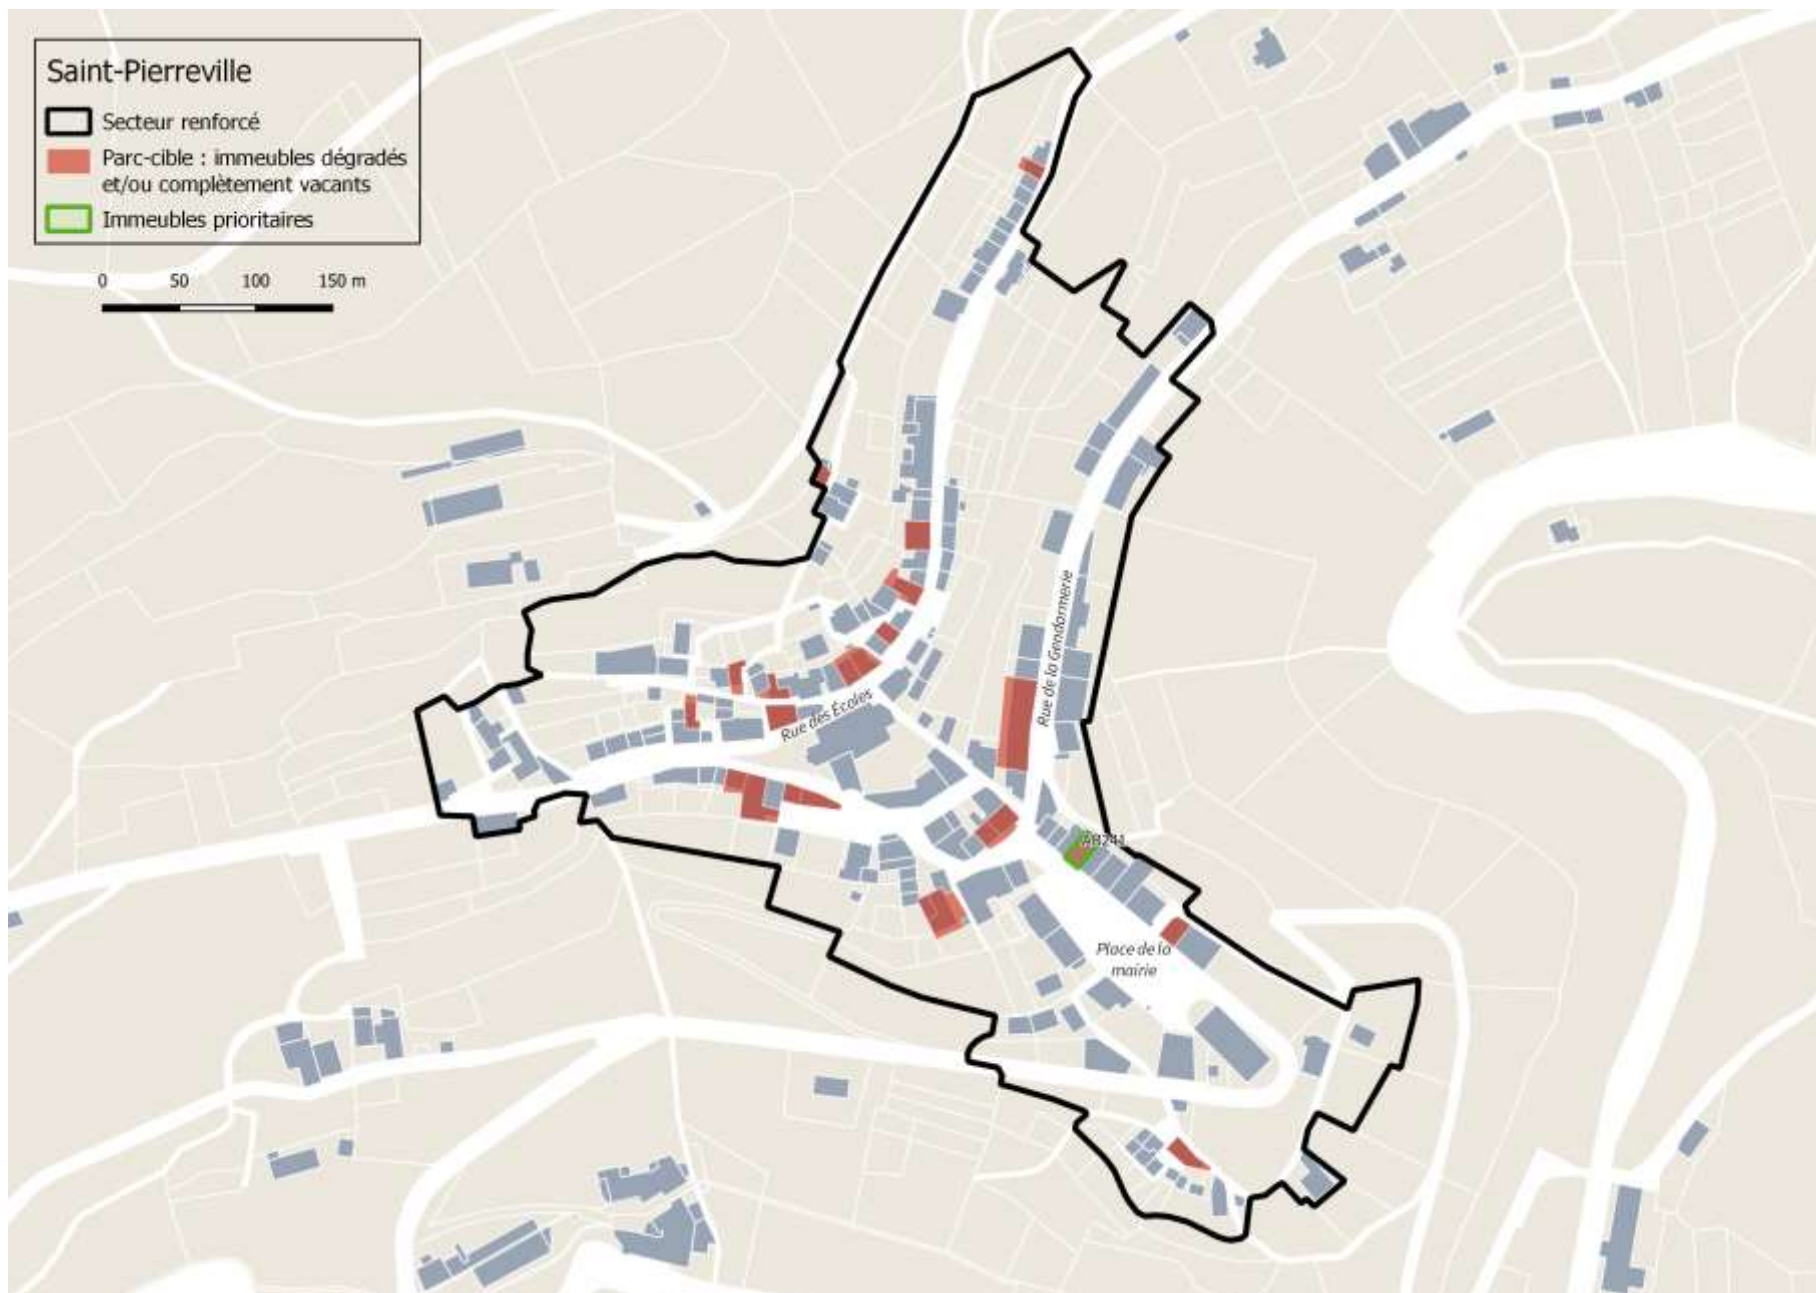 Saint-Pierreville
Secteur renforcé
Parc-cible : immeubles dégradés
et/ou complètement vacants
Immeubles prioritaires
0 50 100 150 m
Rue de la Gendarmerie
Rue des Écoles
AB241
Place de la
mairie